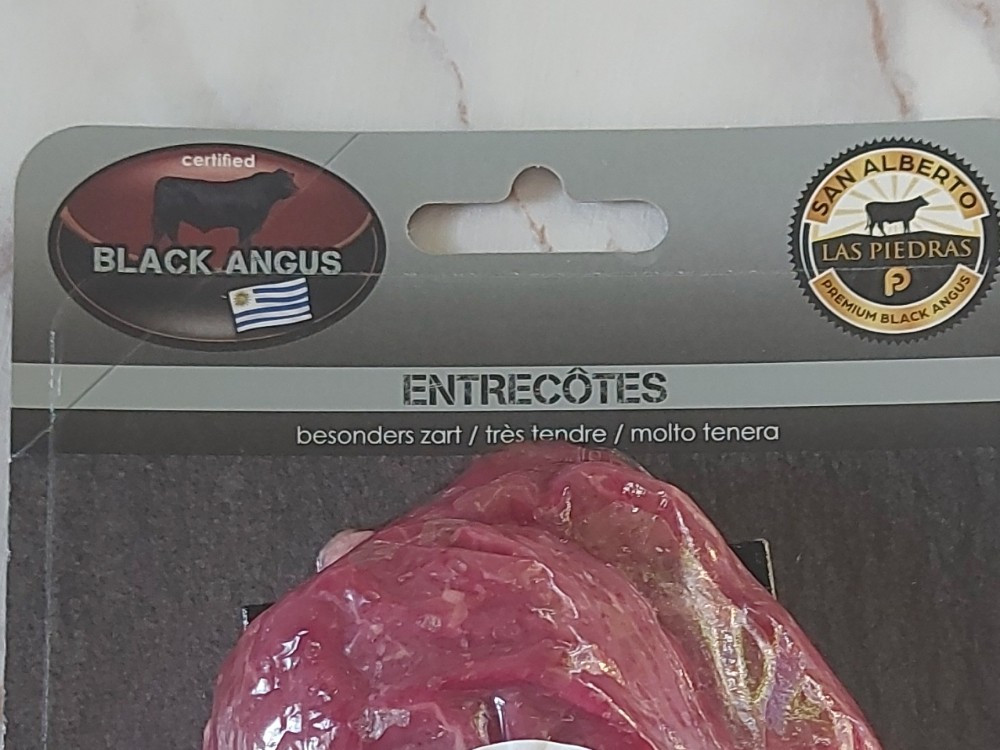 certified
BLACK ANGUS
SAN ALBERTO
LAS PIEDRAS
P
PREMIUM BLACK ANGUS
ENTRECÔTES
besonders zart / très tendre / molto tenera